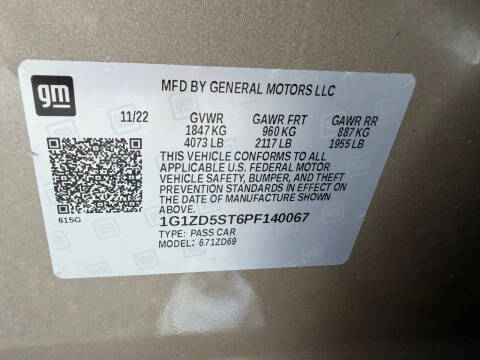 gm
MFD BY GENERAL MOTORS LLC
11/22 GVWR GAWR FRT GAWR RR
1847 KG 960 KG 887 KG
4073 LB 2117 LB 1955 LB
THIS VEHICLE CONFORMS TO ALL
APPLICABLE U.S. FEDERAL MOTOR
VEHICLE SAFETY, BUMPER, AND THEFT
PREVENTION STANDARDS IN EFFECT ON
THE DATE OF MANUFACTURE SHOWN
ABOVE.
615G
1G1ZD5ST6PF140067
TYPE: PASS CAR
MODEL: 671ZD69